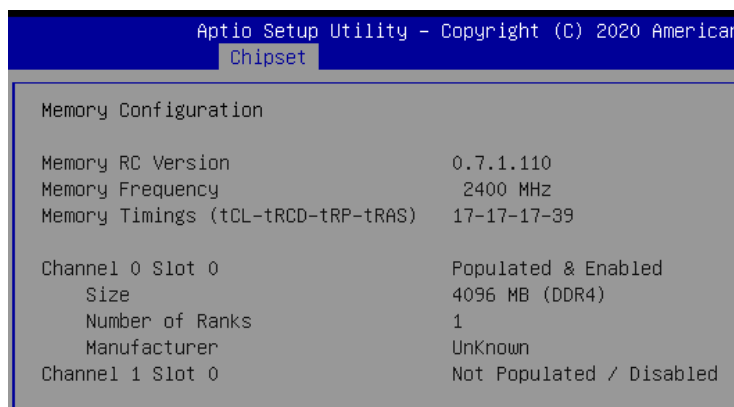 Aptio Setup Utility – Copyright (C) 2020 American
Chipset
Memory Configuration
Memory RC Version 0.7.1.110
Memory Frequency 2400 MHz
Memory Timings (tCL-tRCD-tRP-tRAS) 17-17-17-39
Channel 0 Slot 0 Populated & Enabled
Size 4096 MB (DDR4)
Number of Ranks 1
Manufacturer UnKnown
Channel 1 Slot 0 Not Populated / Disabled